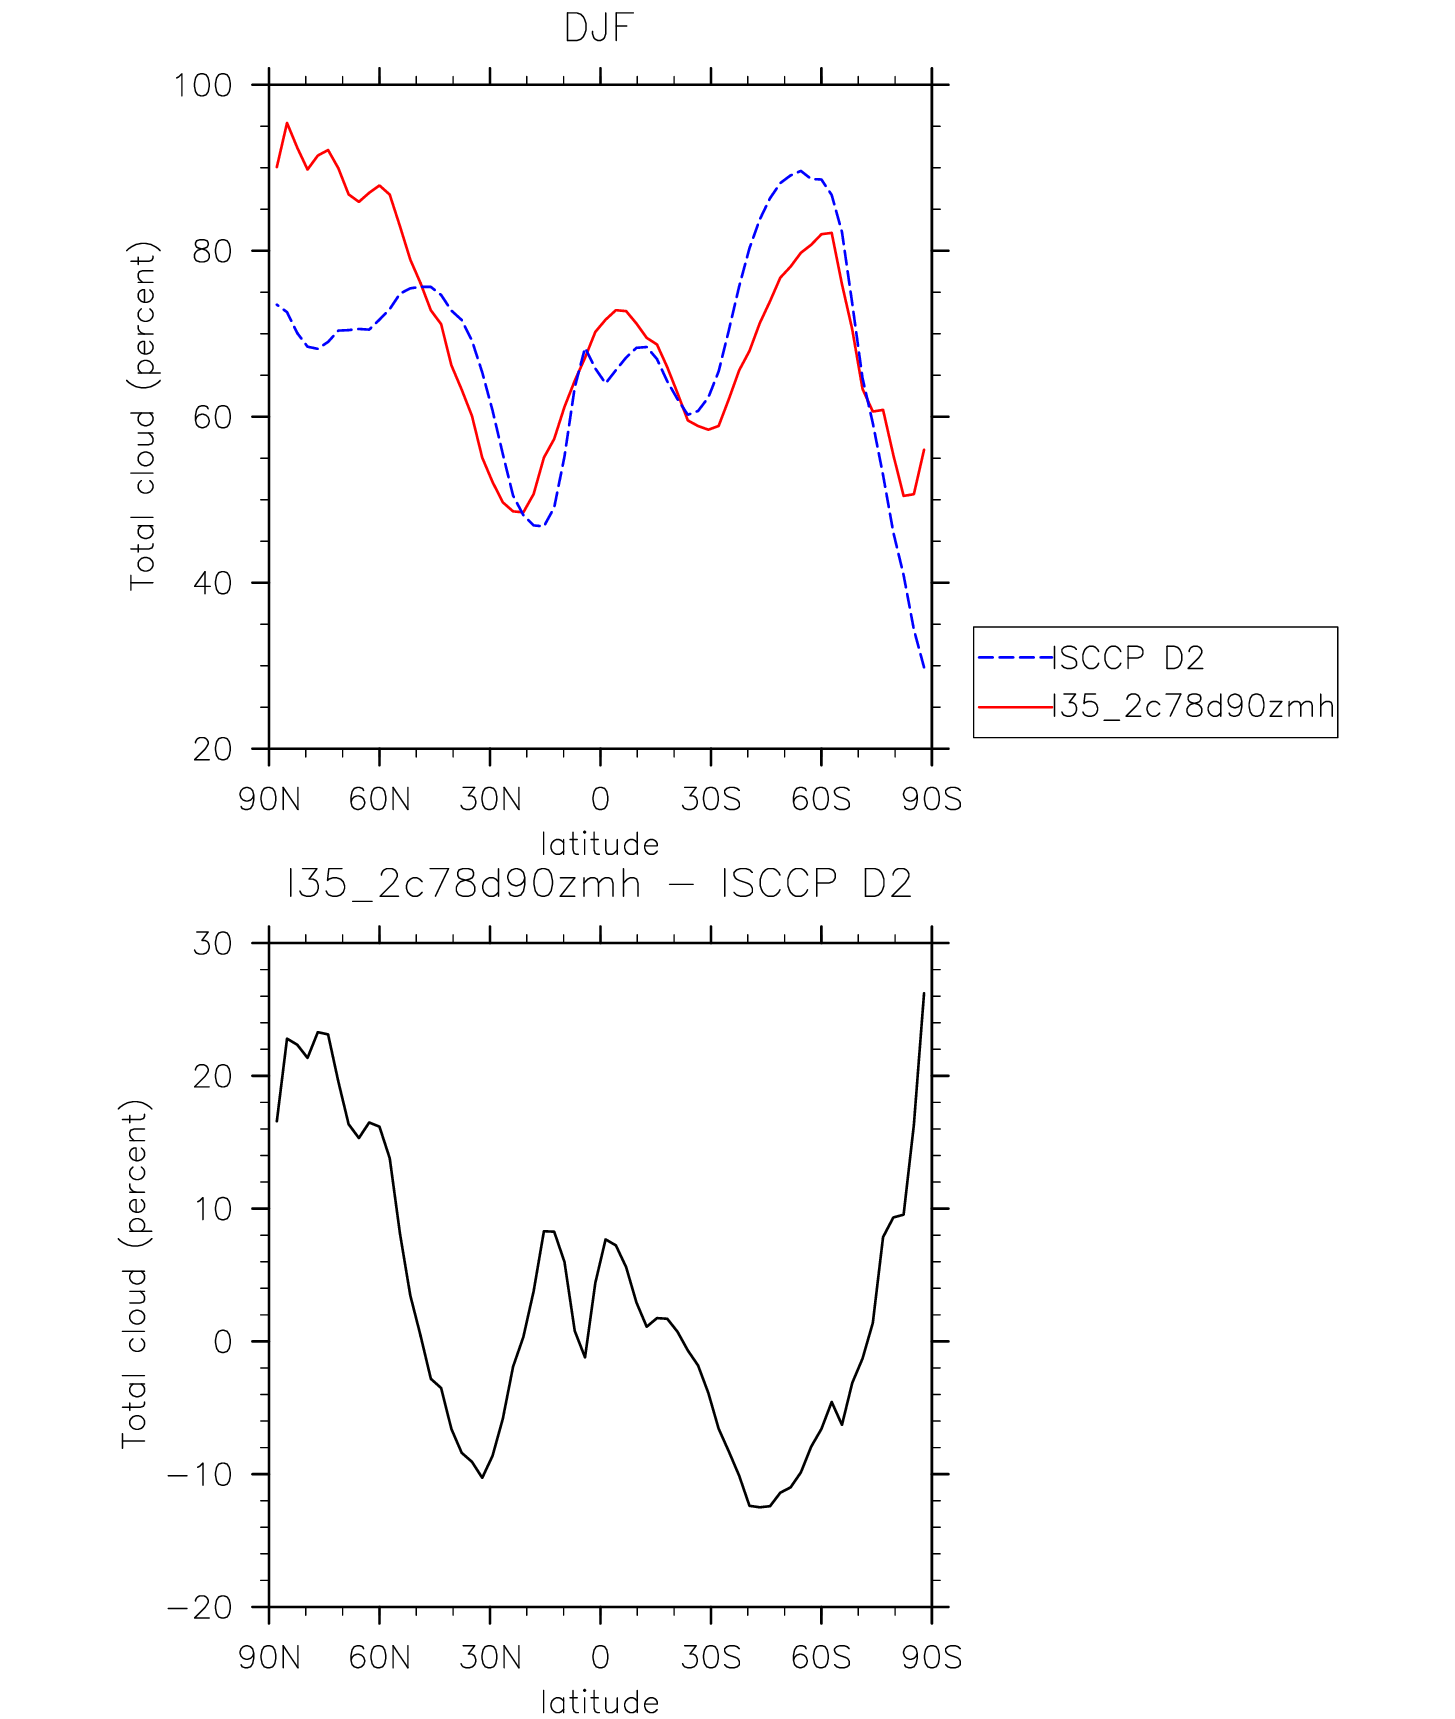 DJF
100
80
60
40
20
Total cloud (percent)
90N 60N 30N 0 30S 60S 90S
latitude
ISCCP D2
I35_2c78d90zmh
I35_2c78d90zmh − ISCCP D2
30
20
10
0
−10
−20
Total cloud (percent)
90N 60N 30N 0 30S 60S 90S
latitude